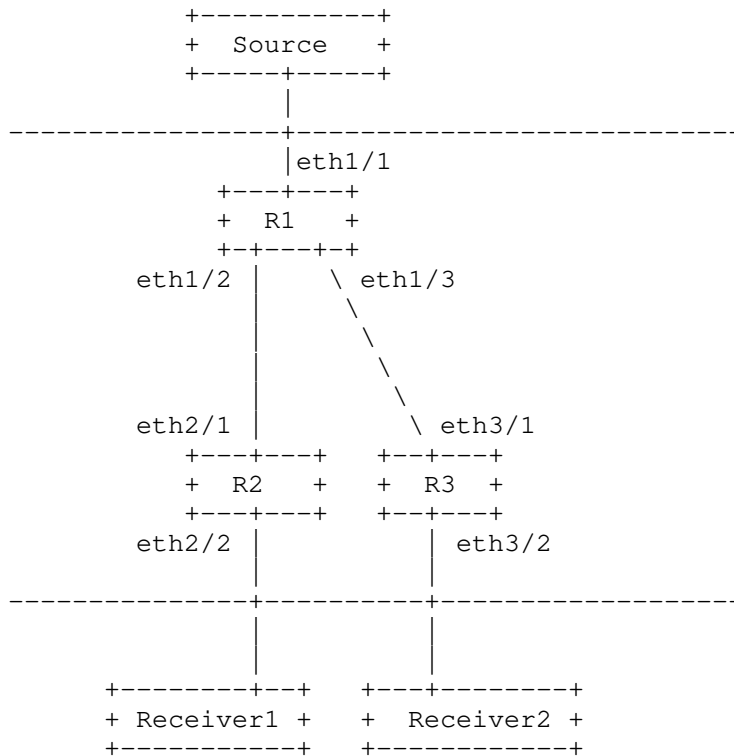 Source
eth1/1
R1
eth1/2 eth1/3
eth2/1 eth3/1
R2 R3
eth2/2 eth3/2
Receiver1 Receiver2